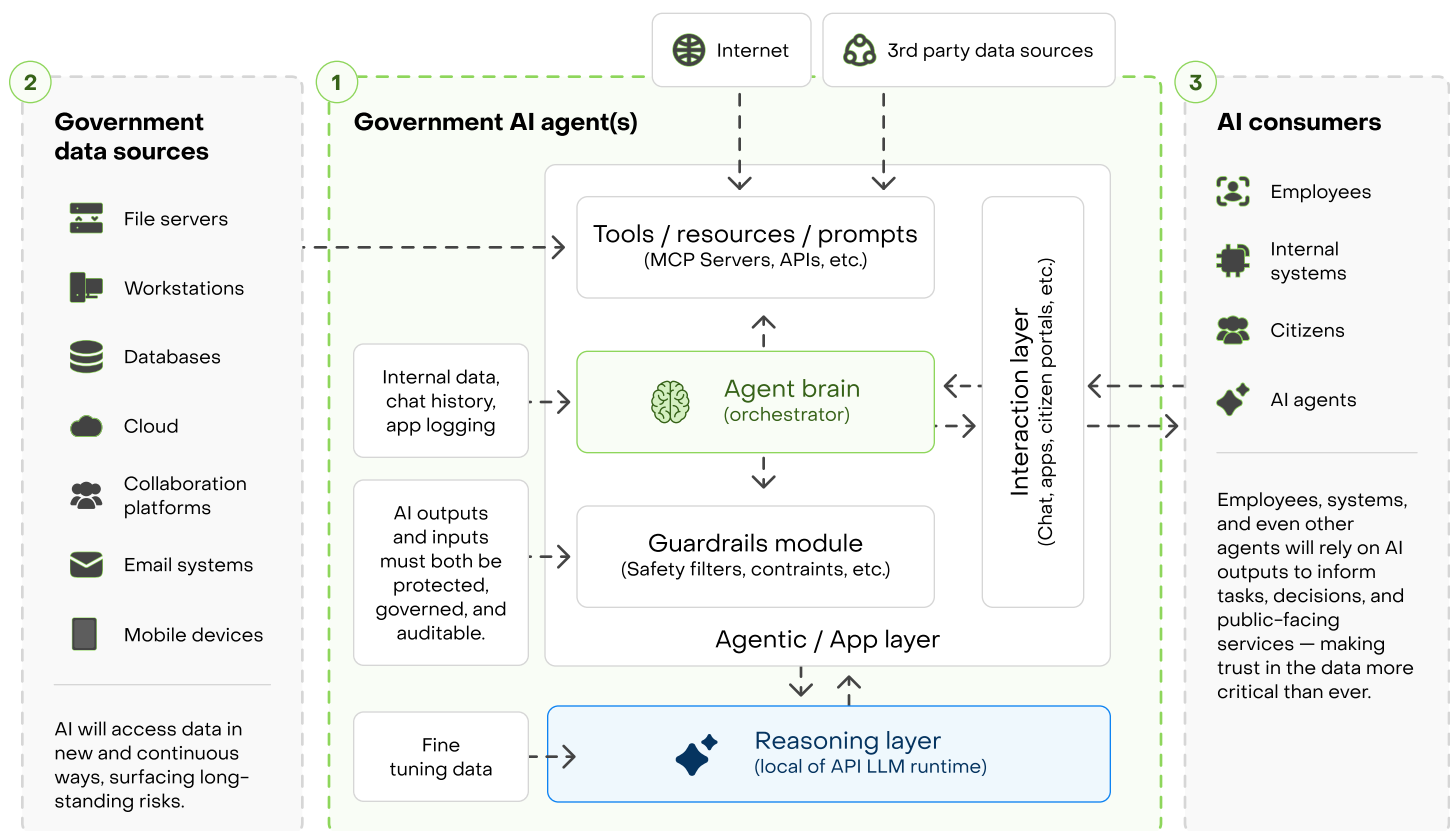 Internet
3rd party data sources
2
Government
data sources
File servers
Workstations
Databases
Cloud
Collaboration
platforms
Email systems
Mobile devices
AI will access data in
new and continuous
ways, surfacing long-
standing risks.
1
Government AI agent(s)
Tools / resources / prompts
(MCP Servers, APIs, etc.)
Internal data,
chat history,
app logging
Agent brain
(orchestrator)
AI outputs
and inputs
must both be
protected,
governed, and
auditable.
Guardrails module
(Safety filters, contraints, etc.)
Interaction layer
(Chat, apps, citizen portals, etc.)
Agentic / App layer
Fine
tuning data
Reasoning layer
(local of API LLM runtime)
3
AI consumers
Employees
Internal
systems
Citizens
AI agents
Employees, systems,
and even other
agents will rely on AI
outputs to inform
tasks, decisions, and
public-facing
services — making
trust in the data more
critical than ever.